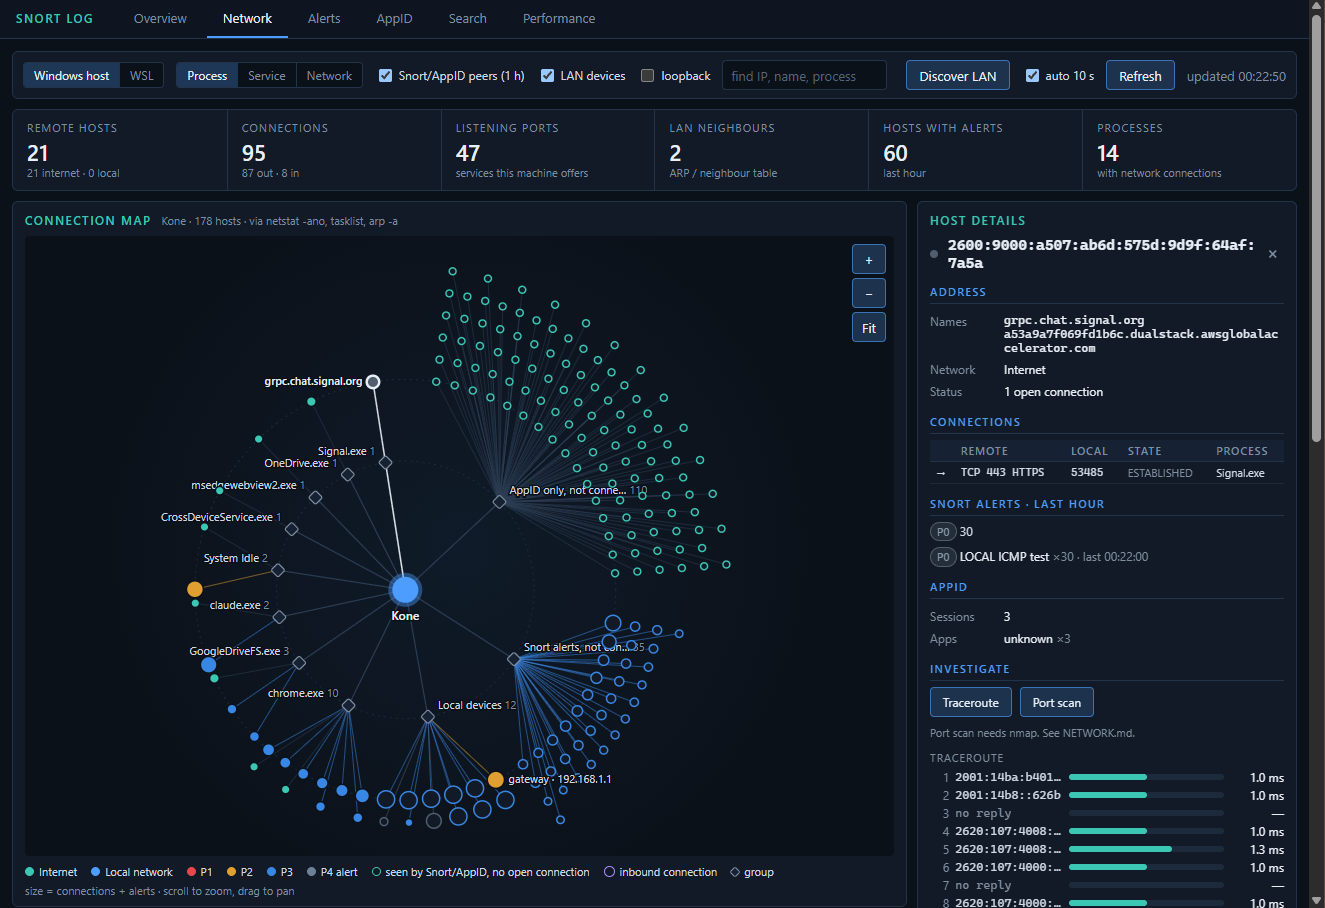 SNORT LOG Overview Network Alerts AppID Search Performance
Windows host WSL Process Service Network Snort/AppID peers (1 h) LAN devices loopback find IP, name, process Discover LAN auto 10 s Refresh updated 00:22:50
REMOTE HOSTS
21
21 internet · 0 local
CONNECTIONS
95
87 out · 8 in
LISTENING PORTS
47
services this machine offers
LAN NEIGHBOURS
2
ARP / neighbour table
HOSTS WITH ALERTS
60
last hour
PROCESSES
14
with network connections
CONNECTION MAP Kone · 178 hosts · via netstat -ano, tasklist, arp -a
+
−
Fit
grpc.chat.signal.org
Signal.exe 1
OneDrive.exe 1
msedgewebview2.exe 1
AppID only, not conne... 110
CrossDeviceService.exe 1
System Idle 2
claude.exe 2
Kone
GoogleDriveFS.exe 3
Snort alerts, not con...
chrome.exe 10
Local devices 12
gateway · 192.168.1.1
Internet Local network P1 P2 P3 P4 alert seen by Snort/AppID, no open connection inbound connection group
size = connections + alerts · scroll to zoom, drag to pan
HOST DETAILS
2600:9000:a507:ab6d:575d:9d9f:64af:
7a5a
×
ADDRESS
Names grpc.chat.signal.org
a53a9a7f069fd1b6c.dualstack.awsglobalac
celerator.com
Network Internet
Status 1 open connection
CONNECTIONS
REMOTE LOCAL STATE PROCESS
→ TCP 443 HTTPS 53485 ESTABLISHED Signal.exe
SNORT ALERTS · LAST HOUR
P0 30
P0 LOCAL ICMP test ×30 · last 00:22:00
APPID
Sessions 3
Apps unknown ×3
INVESTIGATE
Traceroute Port scan
Port scan needs nmap. See NETWORK.md.
TRACEROUTE
1 2001:14ba:b401… 1.0 ms
2 2001:14b8::626b 1.0 ms
3 no reply —
4 2620:107:4008:… 1.0 ms
5 2620:107:4008:… 1.3 ms
6 2620:107:4000:… 1.0 ms
7 no reply —
8 2620:107:4000:… 1.0 ms